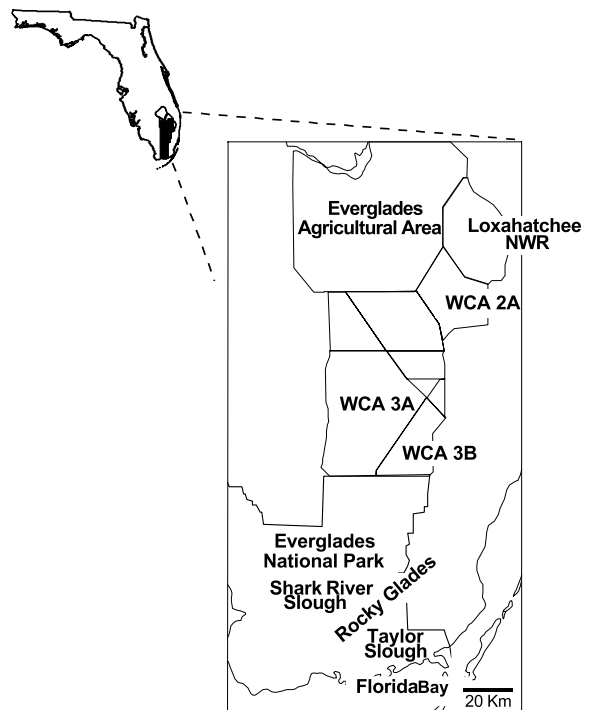 Everglades
Agricultural Area
Loxahatchee
NWR
WCA 2A
WCA 3A
WCA 3B
Everglades
National Park
Shark River
Slough
Rocky Glades
Taylor
Slough
FloridaBay
20 Km